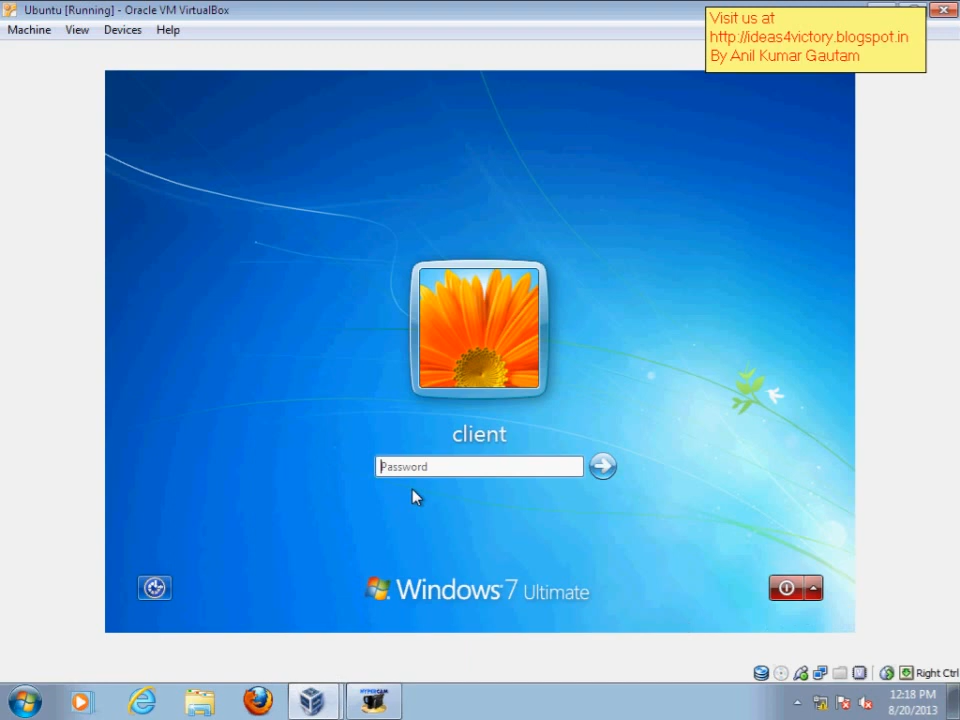 Ubuntu [Running] - Oracle VM VirtualBox
Machine View Devices Help
Visit us at
http://ideas4victory.blogspot.in
By Anil Kumar Gautam
client
Password
Windows 7 Ultimate
Right Ctrl
HYPERCAM
12:18 PM
8/20/2013